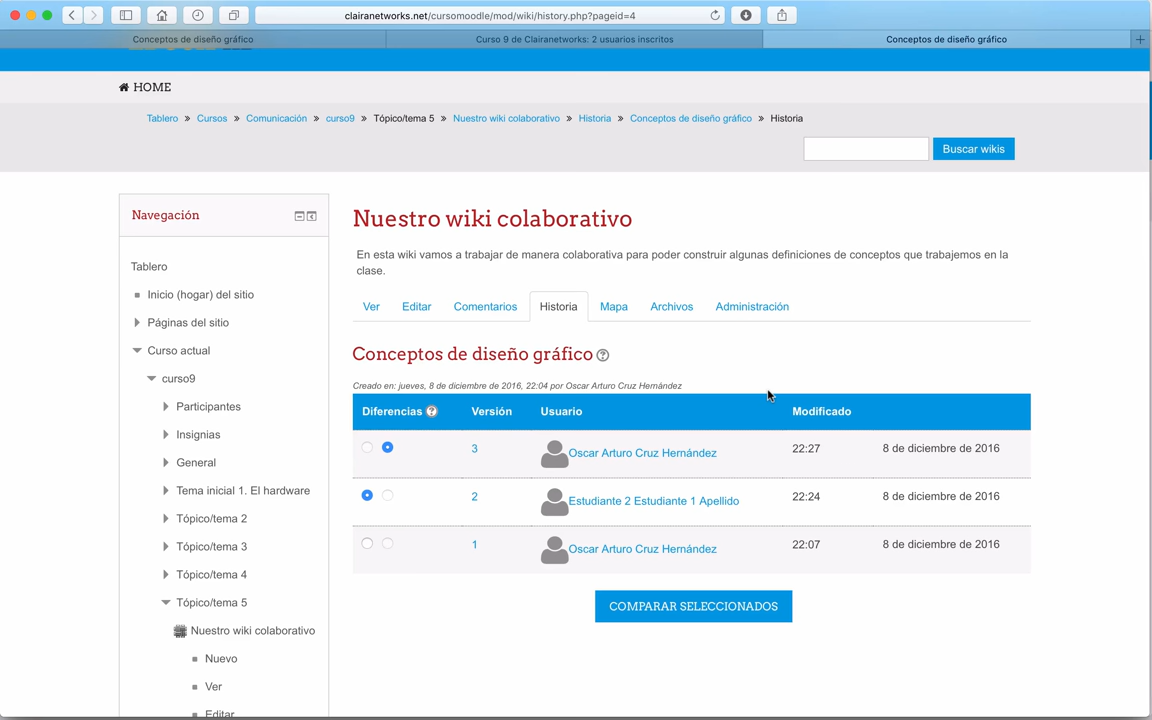 clairanetworks.net/cursomoodle/mod/wiki/history.php?pageid=4
Conceptos de diseño gráfico
Curso 9 de Clairanetworks: 2 usuarios inscritos
Conceptos de diseño gráfico
HOME
Tablero » Cursos » Comunicación » curso9 » Tópico/tema 5 » Nuestro wiki colaborativo » Historia » Conceptos de diseño gráfico » Historia
Buscar wikis
Navegación
Tablero
Inicio (hogar) del sitio
Páginas del sitio
Curso actual
curso9
Participantes
Insignias
General
Tema inicial 1. El hardware
Tópico/tema 2
Tópico/tema 3
Tópico/tema 4
Tópico/tema 5
Nuestro wiki colaborativo
Nuevo
Ver
Editar
Nuestro wiki colaborativo
En esta wiki vamos a trabajar de manera colaborativa para poder construir algunas definiciones de conceptos que trabajemos en la
clase.
Ver Editar Comentarios Historia Mapa Archivos Administración
Conceptos de diseño gráfico
Creado en: jueves, 8 de diciembre de 2016, 22:04 por Oscar Arturo Cruz Hernández
Diferencias Versión Usuario Modificado
3 Oscar Arturo Cruz Hernández 22:27 8 de diciembre de 2016
2 Estudiante 2 Estudiante 1 Apellido 22:24 8 de diciembre de 2016
1 Oscar Arturo Cruz Hernández 22:07 8 de diciembre de 2016
COMPARAR SELECCIONADOS